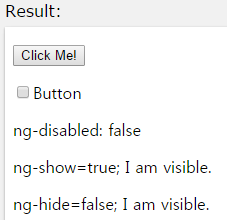 Result:
Click Me!
Button
ng-disabled: false
ng-show=true; I am visible.
ng-hide=false; I am visible.